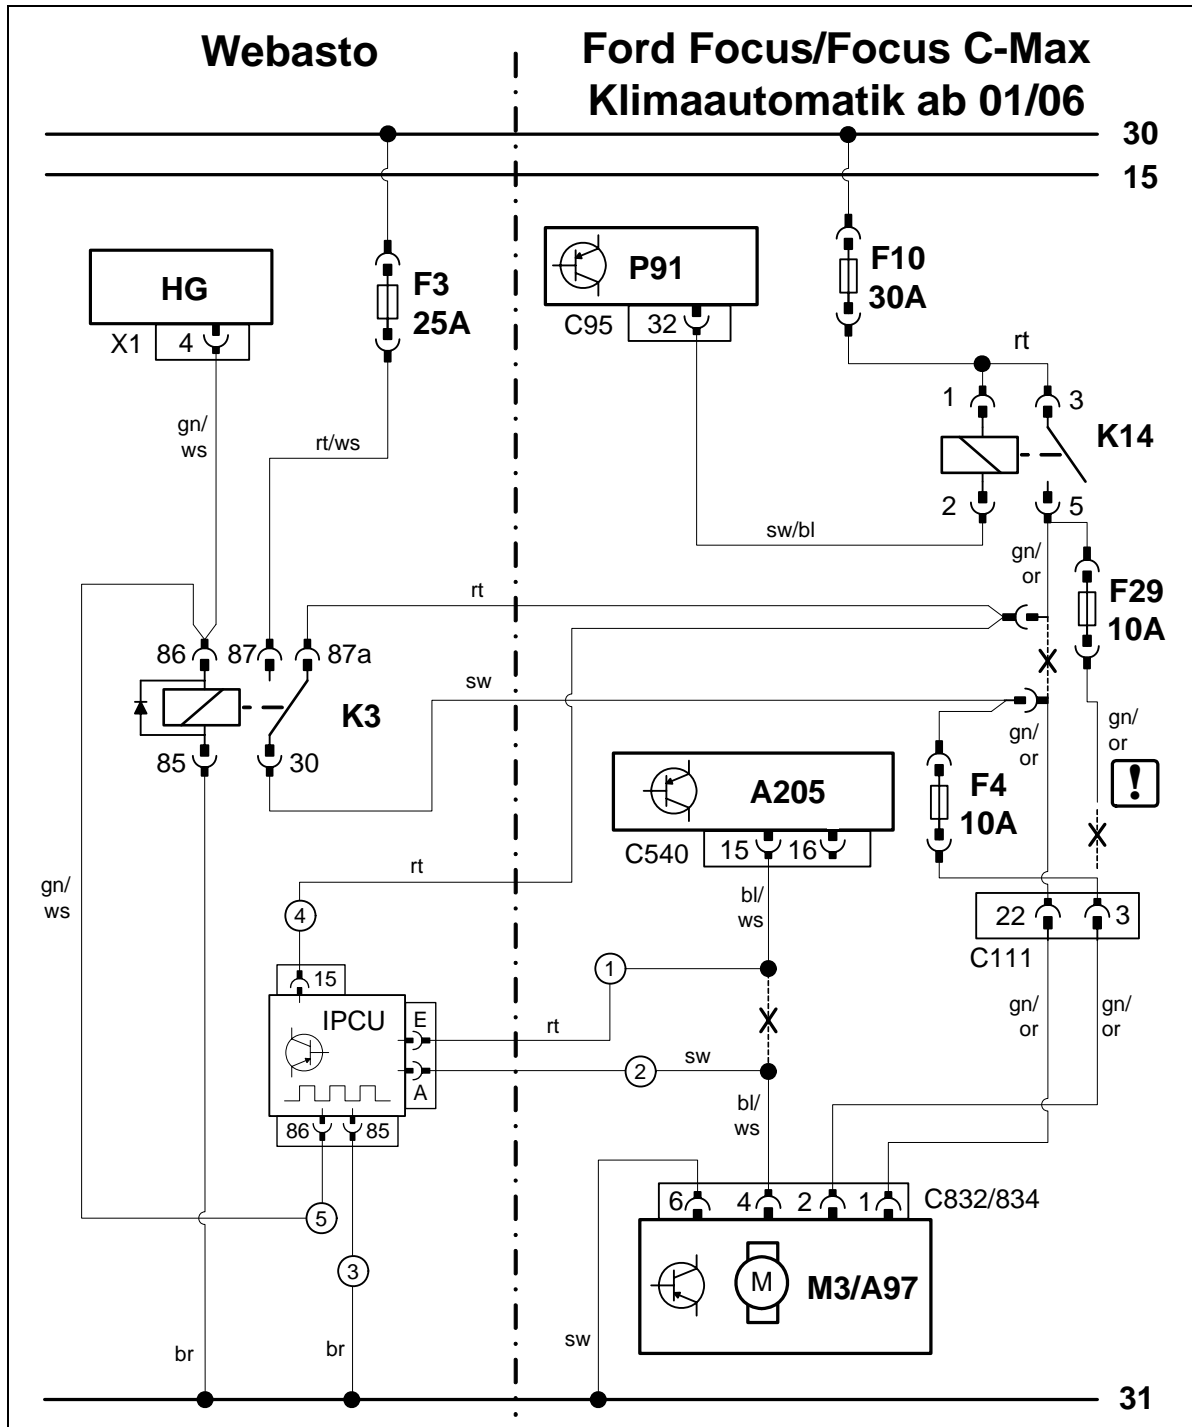 Webasto
Ford Focus/Focus C-Max
Klimaautomatik ab 01/06
30
15
HG
X1
4
F3
25A
P91
C95
32
F10
30A
rt
1
3
K14
2
5
gn/
ws
rt/ws
sw/bl
gn/
or
F29
10A
rt
86
87
87a
K3
sw
85
30
gn/
or
gn/
or
!
A205
F4
10A
C540
15
16
rt
gn/
ws
bl/
ws
22
3
C111
4
1
15
IPCU
E
rt
A
2
sw
gn/
or
gn/
or
86
85
bl/
ws
5
3
6
4
2
1
C832/834
M
M3/A97
br
br
sw
31